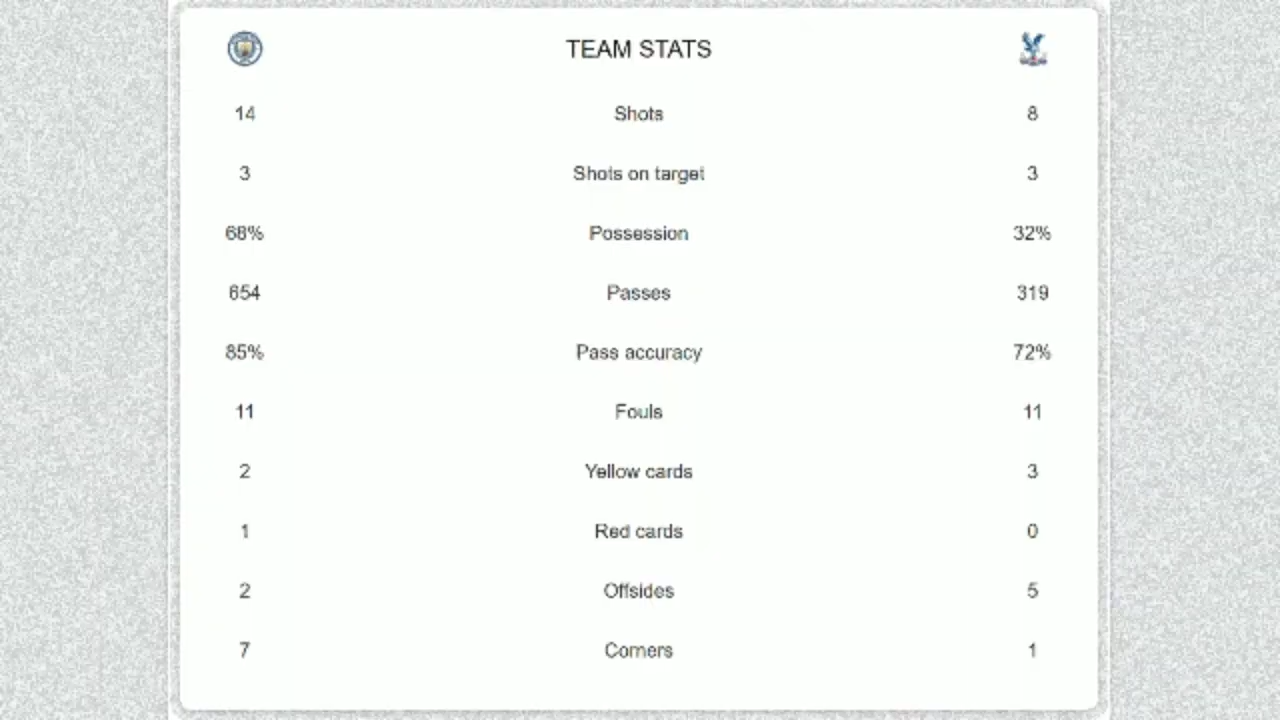 TEAM STATS
14 Shots 8
3 Shots on target 3
68% Possession 32%
654 Passes 319
85% Pass accuracy 72%
11 Fouls 11
2 Yellow cards 3
1 Red cards 0
2 Offsides 5
7 Corners 1